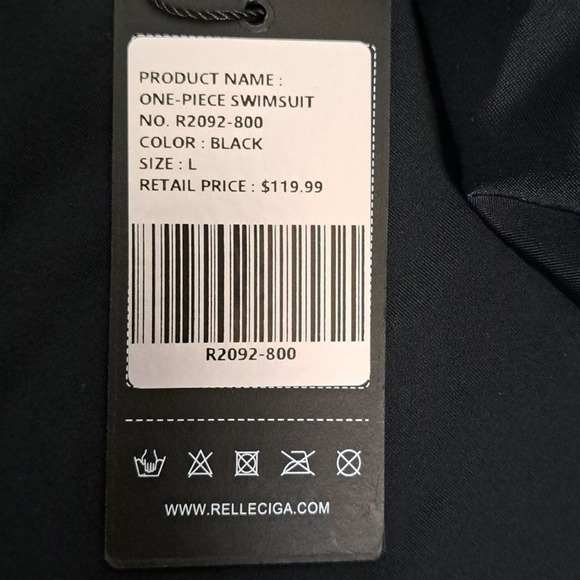 PRODUCT NAME :
ONE-PIECE SWIMSUIT
NO. R2092-800
COLOR : BLACK
SIZE : L
RETAIL PRICE : $119.99
R2092-800
WWW.RELLECIGA.COM